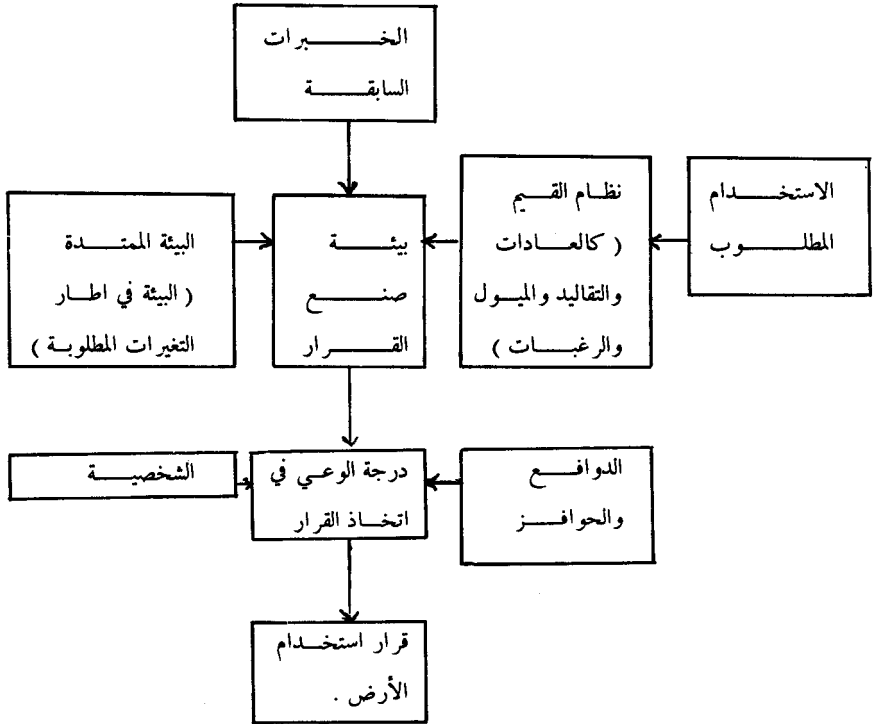 الخبرات
السابقة
الاستخدام
المطلوب
نظام القيم
( كالعادات
والتقاليد والميول
والرغبات )
بيئة
صنع
القرار
البيئة الممتدة
( البيئة في اطار
التغيرات المطلوبة )
الدوافع
والحوافز
درجة الوعي في
اتخاذ القرار
الشخصية
قرار استخدام
الأرض .